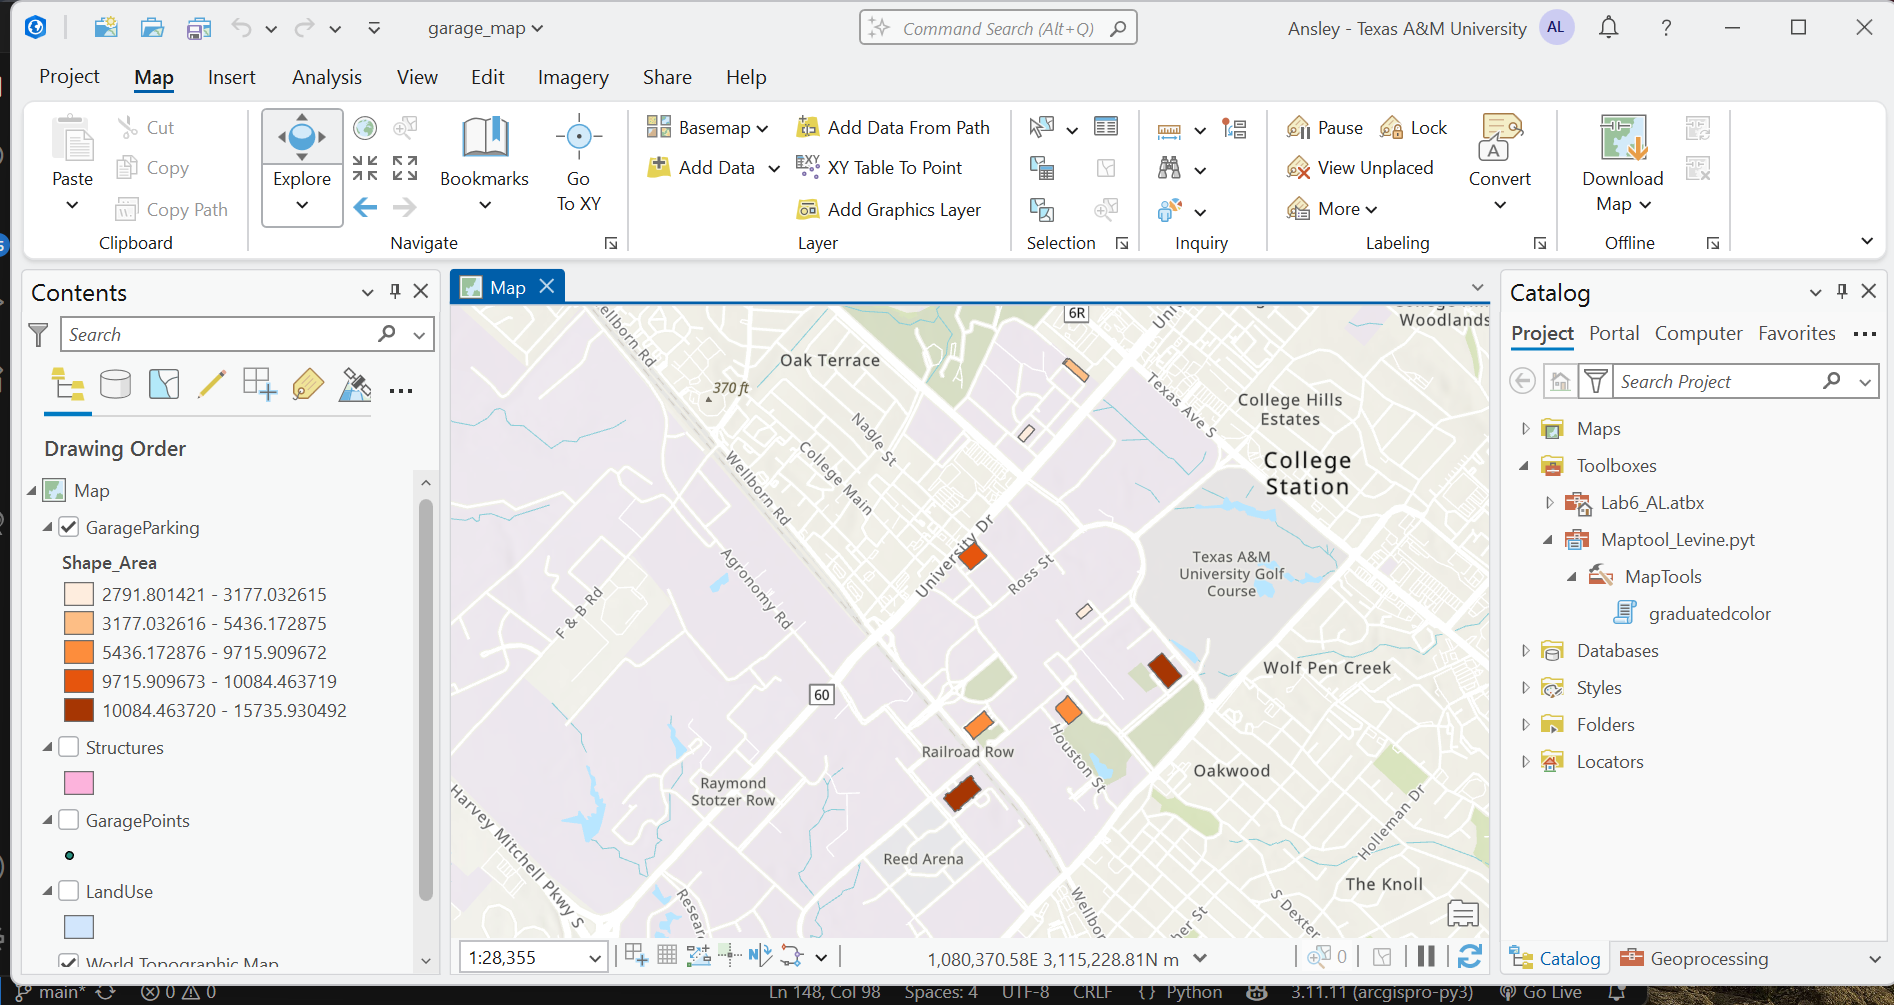 garage_map
Command Search (Alt+Q)
Ansley - Texas A&M University
AL
?
Project
Map
Insert
Analysis
View
Edit
Imagery
Share
Help
Paste
Cut
Copy
Copy Path
Clipboard
Explore
Bookmarks
Go
To XY
Navigate
Basemap
Add Data
Add Data From Path
XY Table To Point
Add Graphics Layer
Layer
Selection
Inquiry
Pause
Lock
View Unplaced
More
Convert
Labeling
Download
Map
Offline
Contents
Search
Drawing Order
Map
GarageParking
Shape_Area
2791.801421 - 3177.032615
3177.032616 - 5436.172875
5436.172876 - 9715.909672
9715.909673 - 10084.463719
10084.463720 - 15735.930492
Structures
GaragePoints
LandUse
World Topographic Map
Map
6R
Woodlands
Wellborn Rd
Oak Terrace
370 ft
Texas Ave S
College Hills
Estates
Nagle St
College Main
Wellborn Rd
College
Station
University Dr
Ross St
Texas A&M
University Golf
Course
Agronomy Rd
F & B Rd
Wolf Pen Creek
60
Houston St
Railroad Row
Oakwood
Raymond
Stotzer Row
Harvey Mitchell Pkwy S
Holleman Dr
Reed Arena
The Knoll
S Dexter
1:28,355
1,080,370.58E 3,115,228.81N m
0
Catalog
Project
Portal
Computer
Favorites
Search Project
Maps
Toolboxes
Lab6_AL.atbx
Maptool_Levine.pyt
MapTools
graduatedcolor
Databases
Styles
Folders
Locators
Catalog
Geoprocessing
main*
0
0
Ln 148, Col 98
Spaces: 4
UTF-8
CRLF
{ } Python
3.11.11 (arcgispro-py3)
Go Live